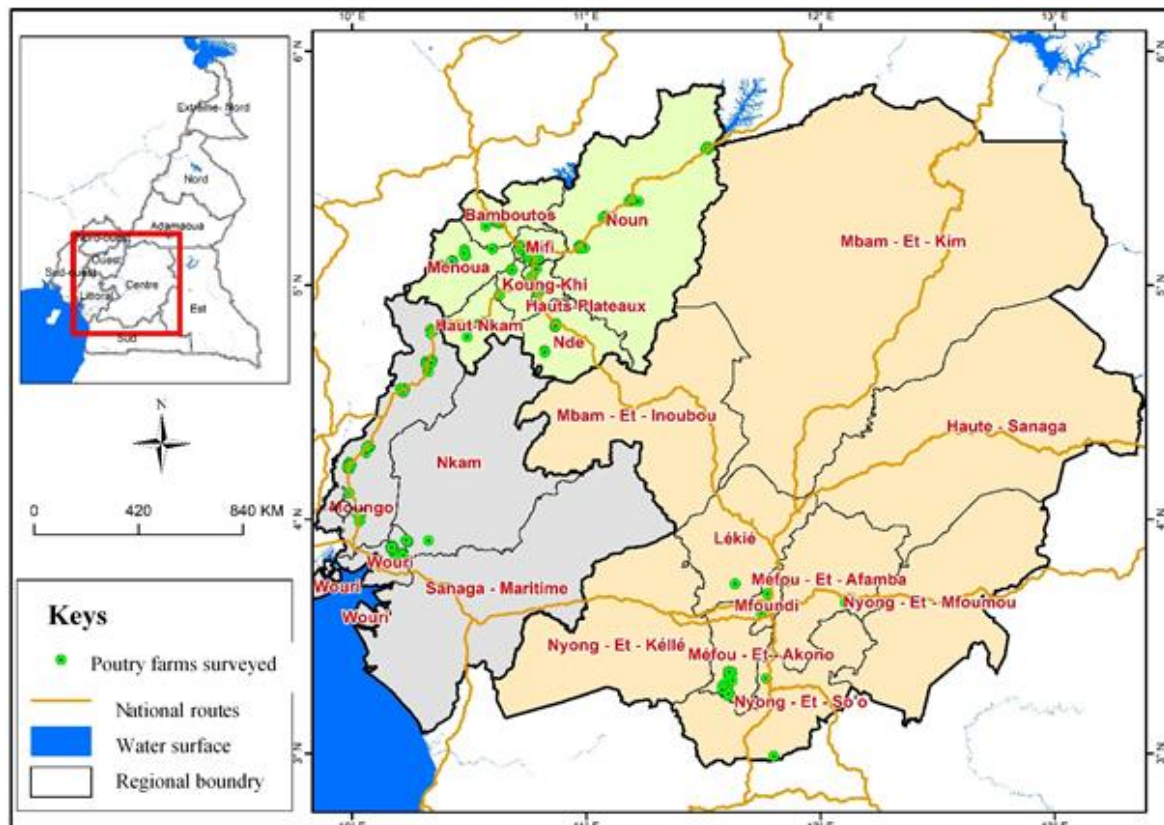 10° E
11° E
12° E
13° E
6° N
6° N
Extrême- Nord
Nord
Adamaoua
Nord-ouest
Ouest
Sud-ouest
Centre
Littoral
Est
Sud
N
0 420 840 KM
Keys
Poutry farms surveyed
National routes
Water surface
Regional boundry
Bamboutos
Noun
Mifi
Menoua
Koung-Khi
Hauts-Plateaux
Haut-Nkam
Nde
Mbam - Et - Kim
Mbam - Et - Inoubou
Haute - Sanaga
Nkam
Moungo
Lékié
Wouri
Wouri
Wouri
Sanaga - Maritime
Méfou - Et - Afamba
Mfoundi
Nyong - Et - Mfoumou
Nyong - Et - Kéllé
Méfou - Et - Akono
Nyong - Et - So'o
5° N
5° N
4° N
4° N
3° N
3° N